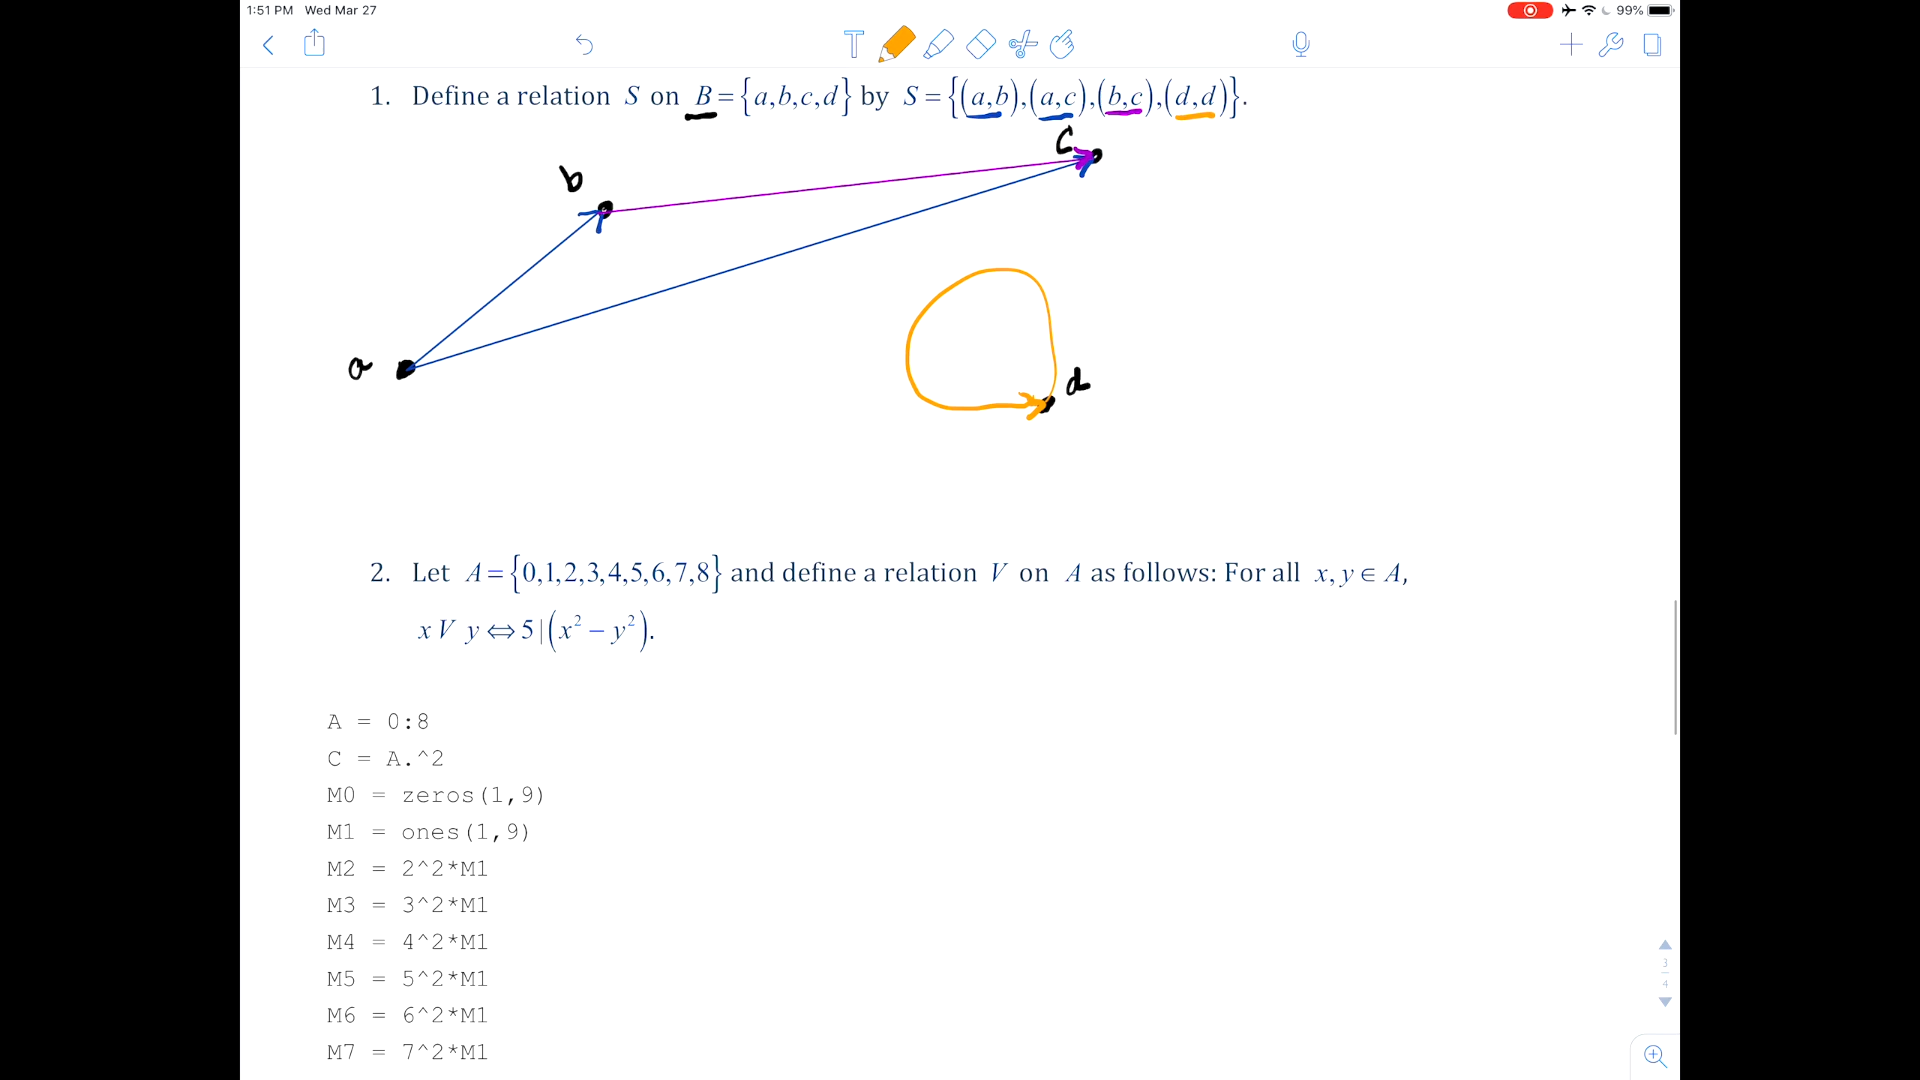 1:51 PM Wed Mar 27
99%
T
1. Define a relation S on B = {a,b,c,d} by S = {(a,b),(a,c),(b,c),(d,d)}.
c
b
a
d
2. Let A = {0,1,2,3,4,5,6,7,8} and define a relation V on A as follows: For all x, y ∈ A,
x V y ⇔ 5 | (x² − y²).
A = 0:8
C = A.^2
M0 = zeros(1,9)
M1 = ones(1,9)
M2 = 2^2*M1
M3 = 3^2*M1
M4 = 4^2*M1
M5 = 5^2*M1
M6 = 6^2*M1
M7 = 7^2*M1
3
4